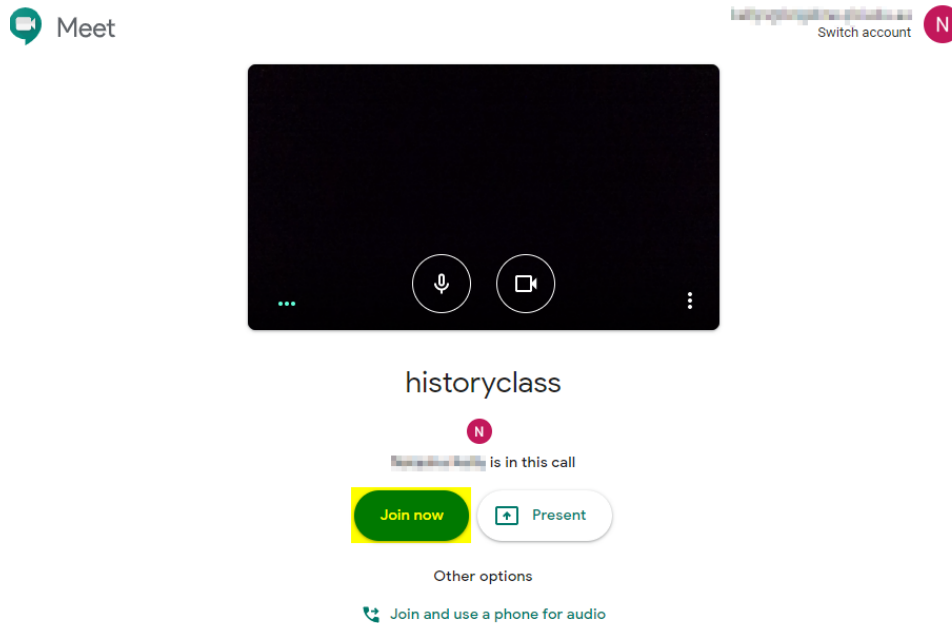 Meet
Switch account
N
historyclass
N
is in this call
Join now
Present
Other options
Join and use a phone for audio